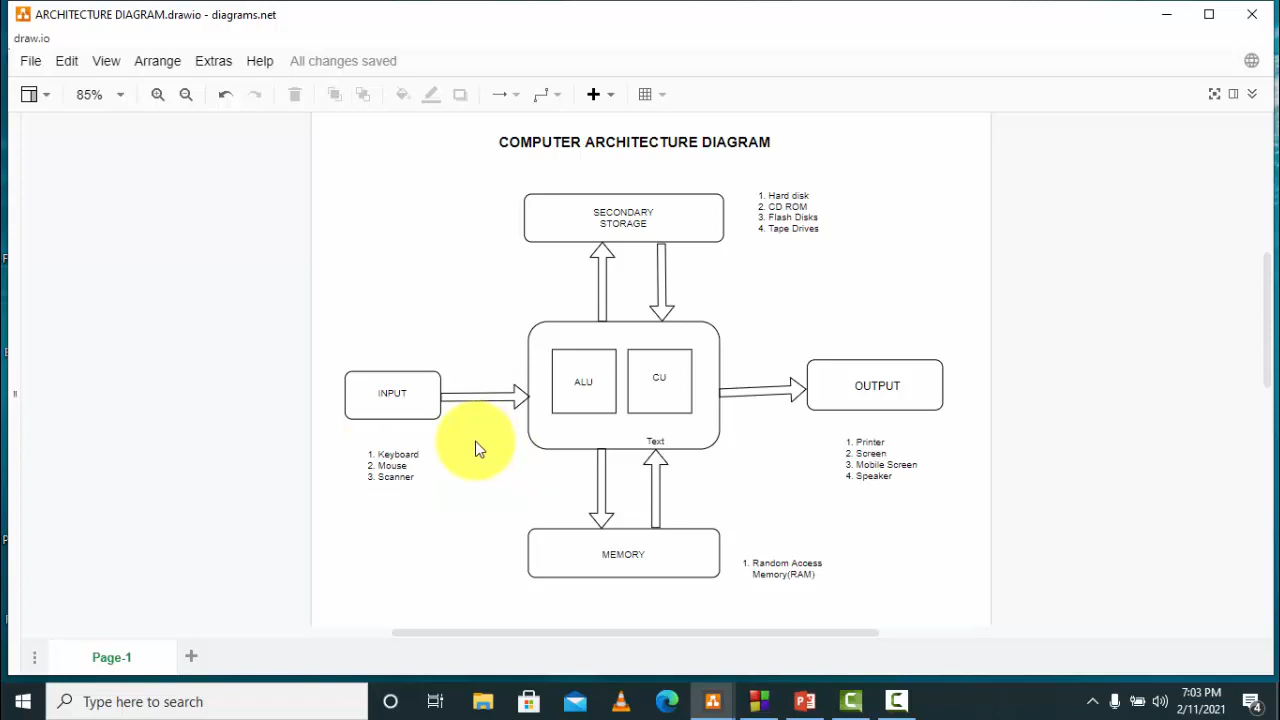 ARCHITECTURE DIAGRAM.drawio - diagrams.net
draw.io
File Edit View Arrange Extras Help All changes saved
85%
COMPUTER ARCHITECTURE DIAGRAM
SECONDARY
STORAGE
1. Hard disk
2. CD ROM
3. Flash Disks
4. Tape Drives
INPUT
ALU
CU
Text
OUTPUT
1. Keyboard
2. Mouse
3. Scanner
1. Printer
2. Screen
3. Mobile Screen
4. Speaker
MEMORY
1. Random Access
Memory(RAM)
Page-1
Type here to search
7:03 PM
2/11/2021
4